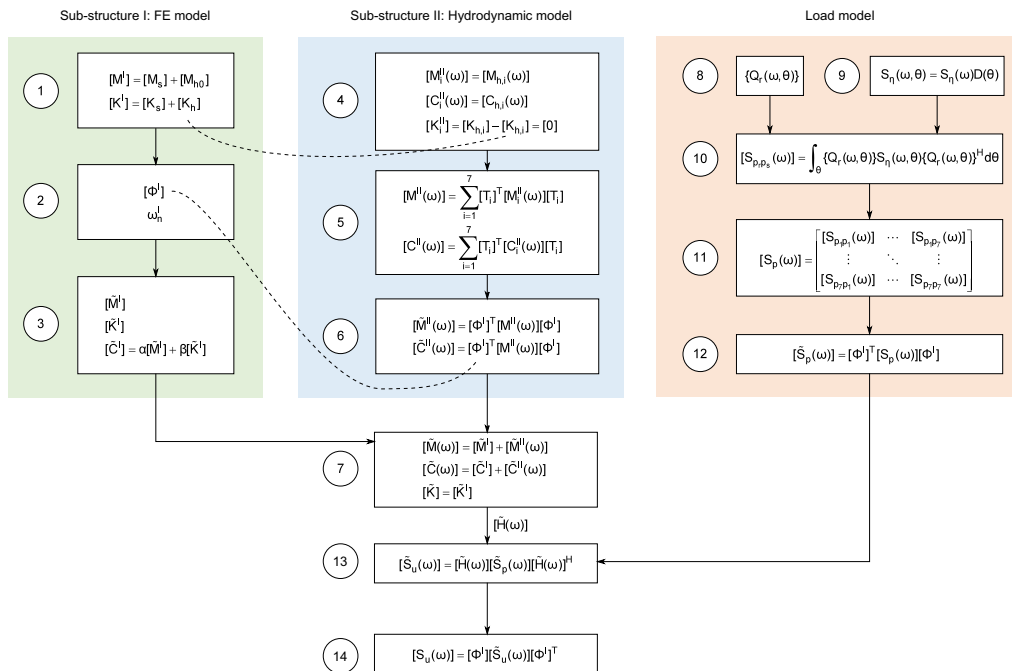 Sub-structure I: FE model
1
[M^I] = [M_s] + [M_h0]
[K^I] = [K_s] + [K_h]
2
[Φ^I]
ω_n^I
3
[M̃^I]
[K̃^I]
[C̃^I] = α[M̃^I] + β[K̃^I]
Sub-structure II: Hydrodynamic model
4
[M_i^II(ω)] = [M_h,i(ω)]
[C_i^II(ω)] = [C_h,i(ω)]
[K_i^II] = [K_h,i] – [K_h,i] = [0]
5
[M^II(ω)] = ∑_{i=1}^{7} [T_i]^T [M_i^II(ω)][T_i]
[C^II(ω)] = ∑_{i=1}^{7} [T_i]^T [C_i^II(ω)][T_i]
6
[M̃^II(ω)] = [Φ^I]^T [M^II(ω)][Φ^I]
[C̃^II(ω)] = [Φ^I]^T [M^II(ω)][Φ^I]
Load model
8
{Q_r(ω,θ)}
9
S_η(ω,θ) = S_η(ω)D(θ)
10
[S_{p_r p_s}(ω)] = ∫_θ {Q_r(ω,θ)}S_η(ω,θ){Q_r(ω,θ)}^H dθ
11
[S_p(ω)] =
[S_{p_1 p_1}(ω)] ⋯ [S_{p_1 p_7}(ω)]
⋮ ⋱ ⋮
[S_{p_7 p_1}(ω)] ⋯ [S_{p_7 p_7}(ω)]
12
[S̃_p(ω)] = [Φ^I]^T [S_p(ω)][Φ^I]
7
[M̃(ω)] = [M̃^I] + [M̃^II(ω)]
[C̃(ω)] = [C̃^I] + [C̃^II(ω)]
[K̃] = [K̃^I]
[H̃(ω)]
13
[S̃_u(ω)] = [H̃(ω)][S̃_p(ω)][H̃(ω)]^H
14
[S_u(ω)] = [Φ^I][S̃_u(ω)][Φ^I]^T